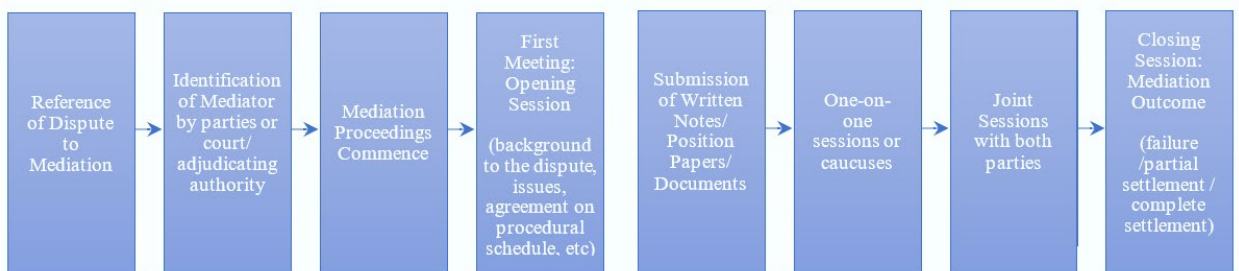 Reference
of Dispute
to
Mediation
Identification
of Mediator
by parties or
court/
adjudicating
authority
Mediation
Proceedings
Commence
First
Meeting:
Opening
Session
(background
to the dispute,
issues,
agreement on
procedural
schedule, etc)
Submission
of Written
Notes/
Position
Papers/
Documents
One-on-
one
sessions or
caucuses
Joint
Sessions
with both
parties
Closing
Session:
Mediation
Outcome
(failure
/partial
settlement /
complete
settlement)